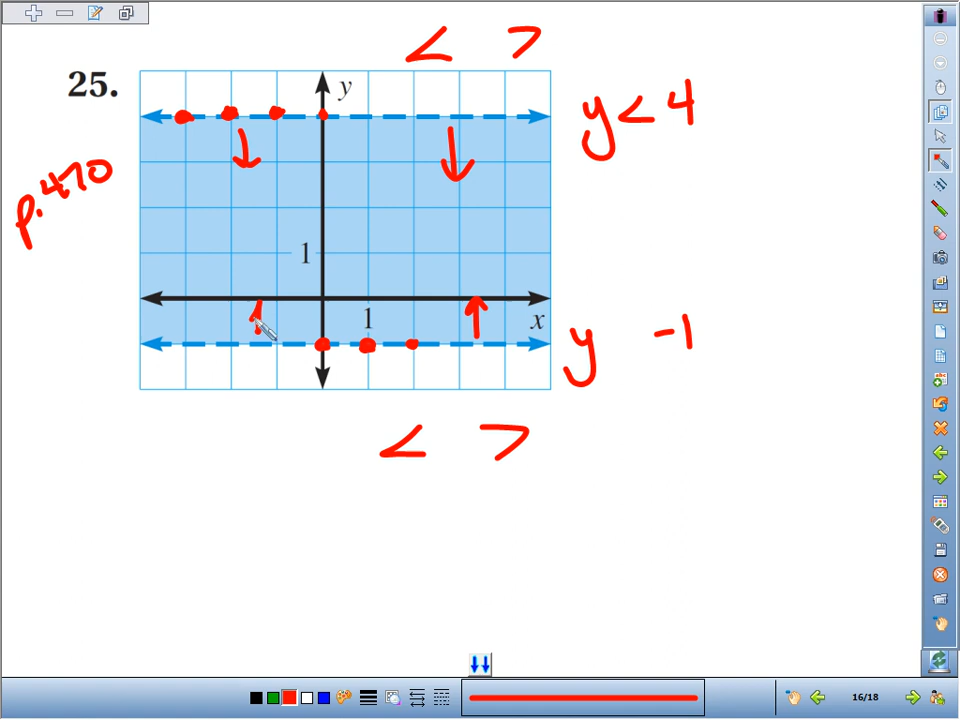 < >
25.
y
y < 4
p.470
1
1
x
y -1
< >
16/18